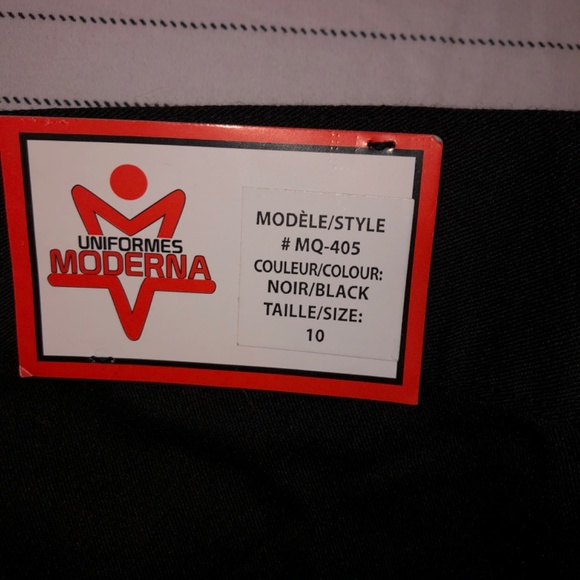 UNIFORMES
MODERNA
MODÈLE/STYLE
# MQ-405
COULEUR/COLOUR:
NOIR/BLACK
TAILLE/SIZE:
10